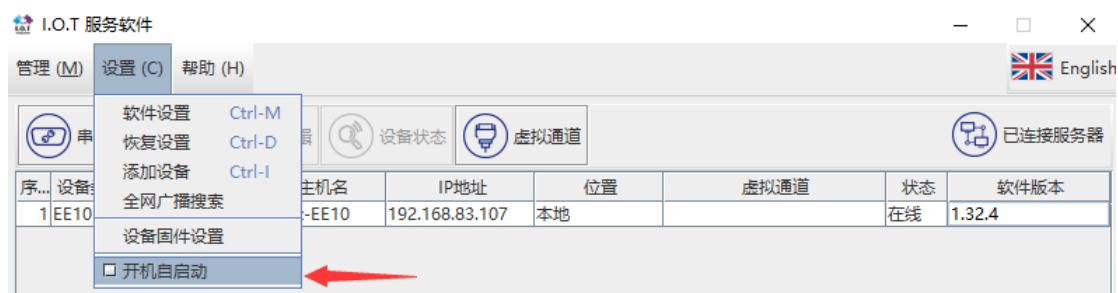 I.O.T 服务软件
管理 (M) 设置 (C) 帮助 (H) English
软件设置 Ctrl-M
恢复设置 Ctrl-D
添加设备 Ctrl-I
全网广播搜索
设备固件设置
开机自启动
串 设备状态 虚拟通道 已连接服务器
序... 设备 主机名 IP地址 位置 虚拟通道 状态 软件版本
1 EE10 -EE10 192.168.83.107 本地 在线 1.32.4